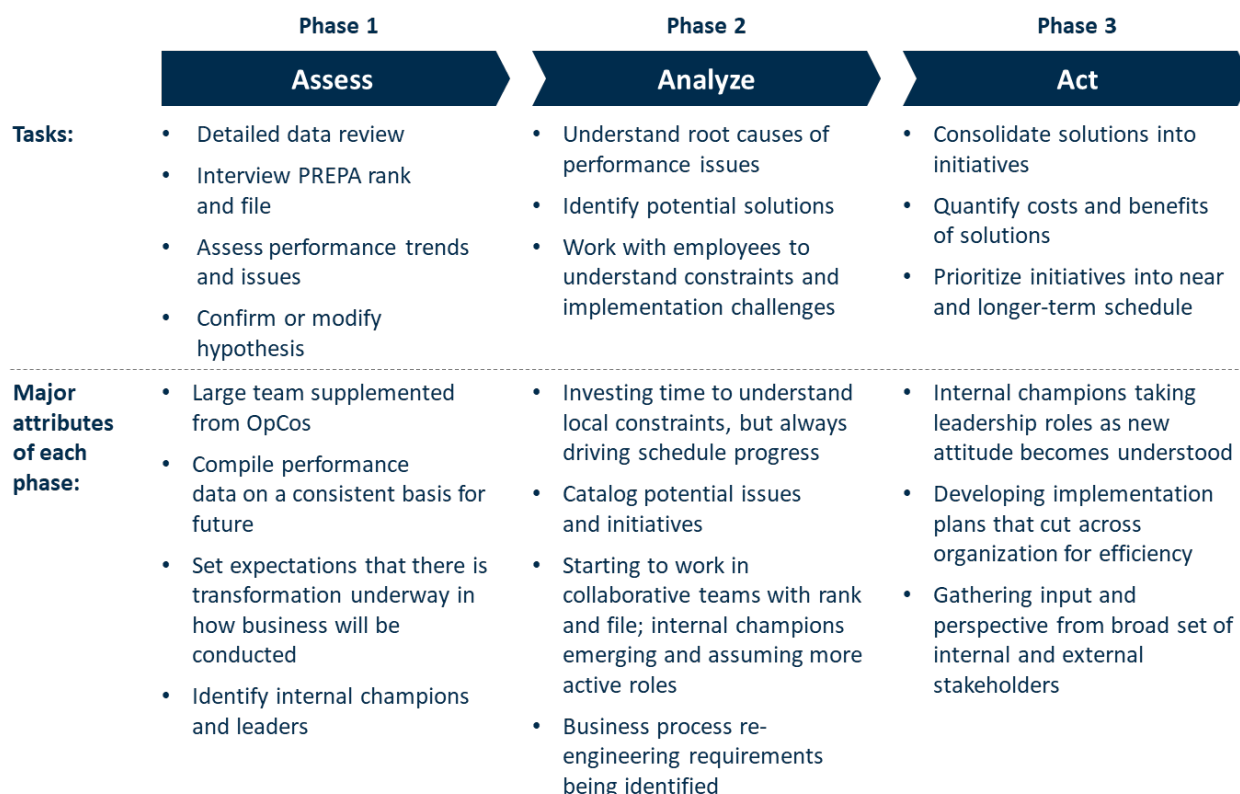 Phase 1
Phase 2
Phase 3
Assess
Analyze
Act
Tasks:
• Detailed data review
• Interview PREPA rank
and file
• Assess performance trends
and issues
• Confirm or modify
hypothesis
• Understand root causes of
performance issues
• Identify potential solutions
• Work with employees to
understand constraints and
implementation challenges
• Consolidate solutions into
initiatives
• Quantify costs and benefits
of solutions
• Prioritize initiatives into near
and longer-term schedule
Major
attributes
of each
phase:
• Large team supplemented
from OpCos
• Compile performance
data on a consistent basis for
future
• Set expectations that there is
transformation underway in
how business will be
conducted
• Identify internal champions
and leaders
• Investing time to understand
local constraints, but always
driving schedule progress
• Catalog potential issues
and initiatives
• Starting to work in
collaborative teams with rank
and file; internal champions
emerging and assuming more
active roles
• Business process re-
engineering requirements
being identified
• Internal champions taking
leadership roles as new
attitude becomes understood
• Developing implementation
plans that cut across
organization for efficiency
• Gathering input and
perspective from broad set of
internal and external
stakeholders